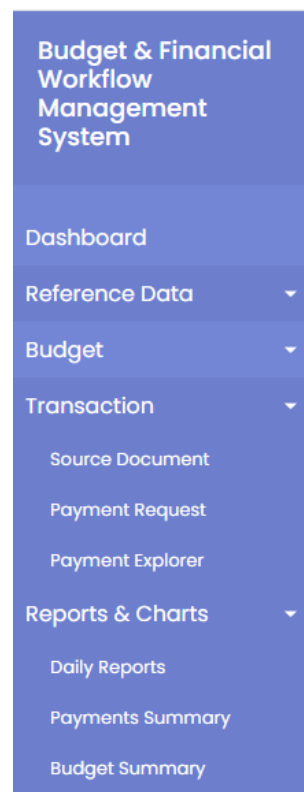 Budget & Financial
Workflow
Management
System
Dashboard
Reference Data
Budget
Transaction
Source Document
Payment Request
Payment Explorer
Reports & Charts
Daily Reports
Payments Summary
Budget Summary